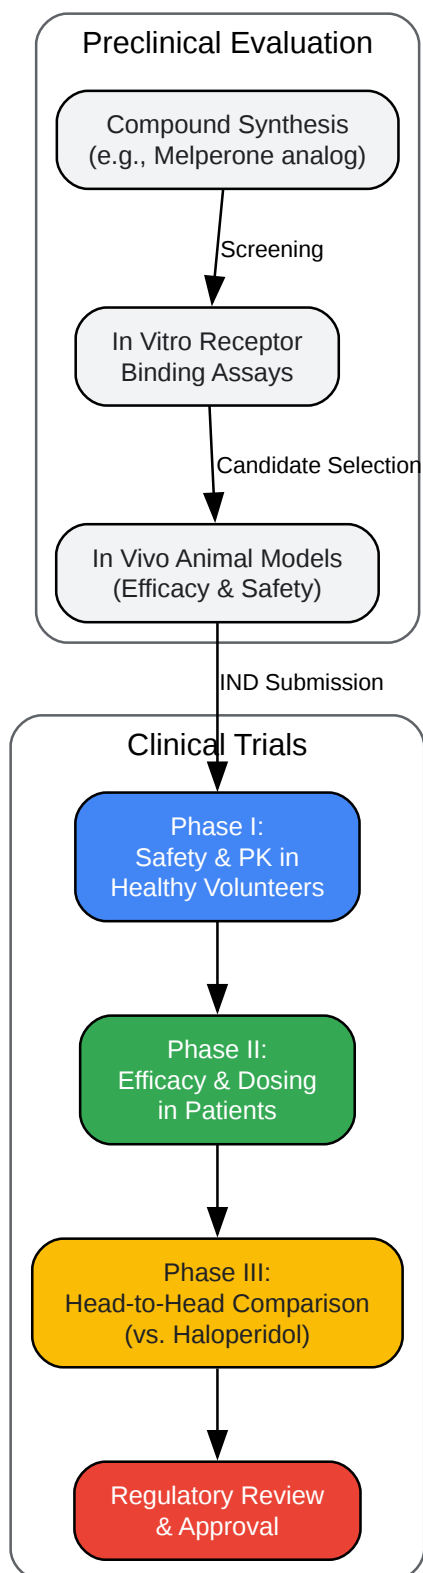 Preclinical Evaluation
Compound Synthesis
(e.g., Melperone analog)
Screening
In Vitro Receptor
Binding Assays
Candidate Selection
In Vivo Animal Models
(Efficacy & Safety)
IND Submission
Clinical Trials
Phase I:
Safety & PK in
Healthy Volunteers
Phase II:
Efficacy & Dosing
in Patients
Phase III:
Head-to-Head Comparison
(vs. Haloperidol)
Regulatory Review
& Approval